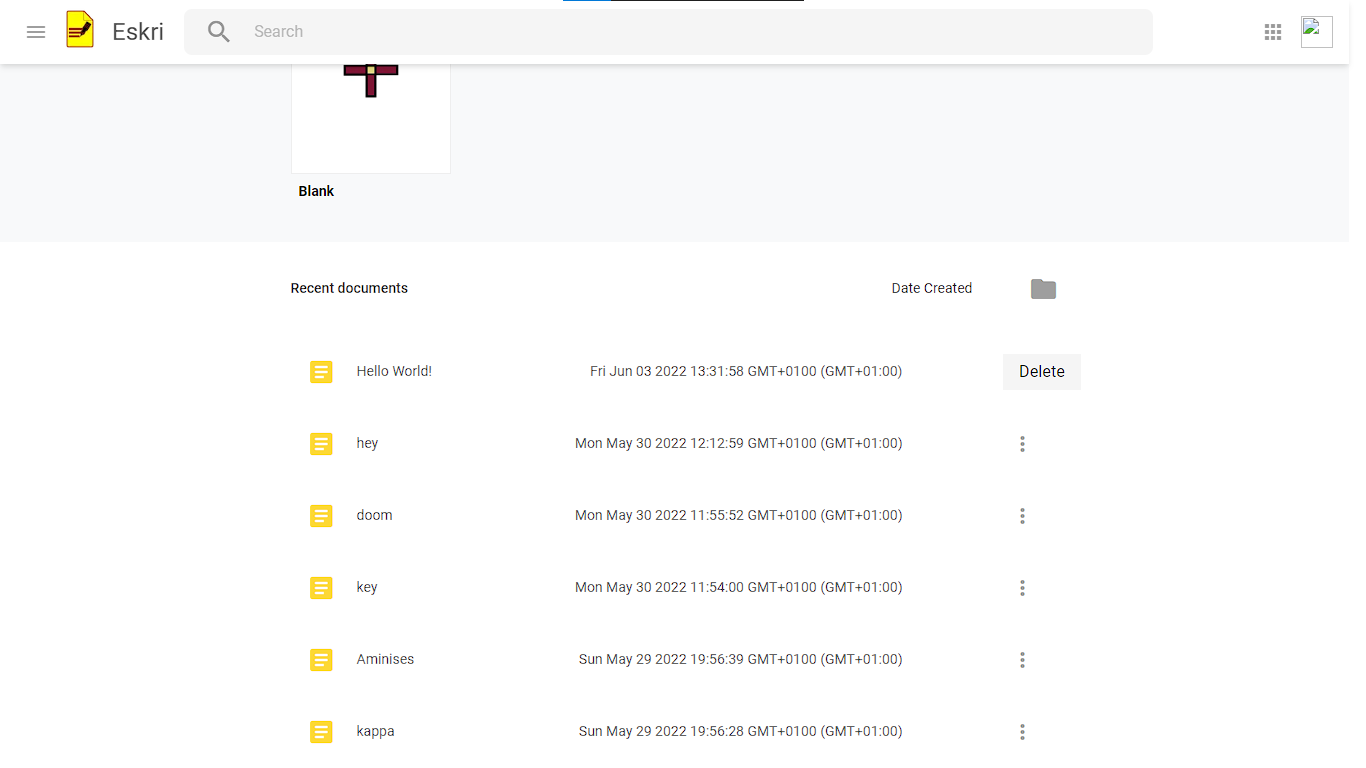 Eskri
Search
Blank
Recent documents Date Created
Hello World! Fri Jun 03 2022 13:31:58 GMT+0100 (GMT+01:00) Delete
hey Mon May 30 2022 12:12:59 GMT+0100 (GMT+01:00)
doom Mon May 30 2022 11:55:52 GMT+0100 (GMT+01:00)
key Mon May 30 2022 11:54:00 GMT+0100 (GMT+01:00)
Aminises Sun May 29 2022 19:56:39 GMT+0100 (GMT+01:00)
kappa Sun May 29 2022 19:56:28 GMT+0100 (GMT+01:00)